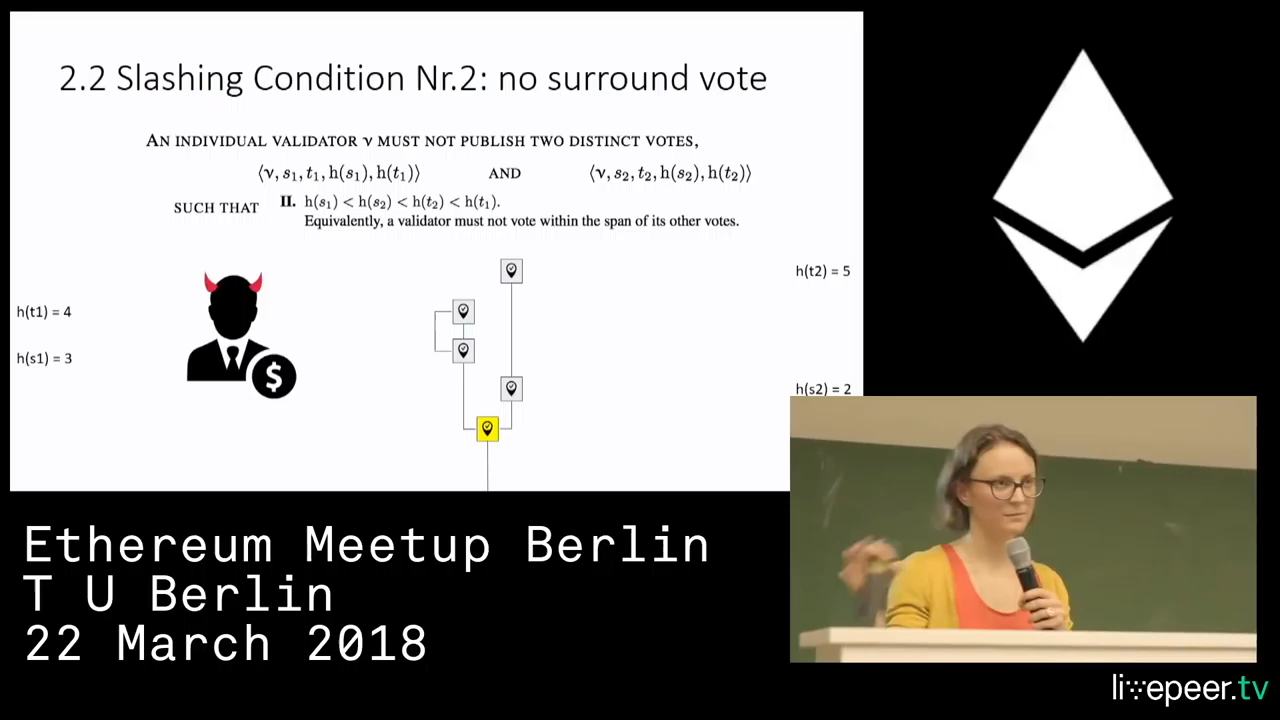 2.2 Slashing Condition Nr.2: no surround vote
AN INDIVIDUAL VALIDATOR ν MUST NOT PUBLISH TWO DISTINCT VOTES,
⟨ν, s₁, t₁, h(s₁), h(t₁)⟩ AND ⟨ν, s₂, t₂, h(s₂), h(t₂)⟩
SUCH THAT II. h(s₁) < h(s₂) < h(t₂) < h(t₁).
Equivalently, a validator must not vote within the span of its other votes.
h(t2) = 5
h(t1) = 4
h(s1) = 3
$
h(s2) = 2
Ethereum Meetup Berlin
T U Berlin
22 March 2018
livepeer.tv